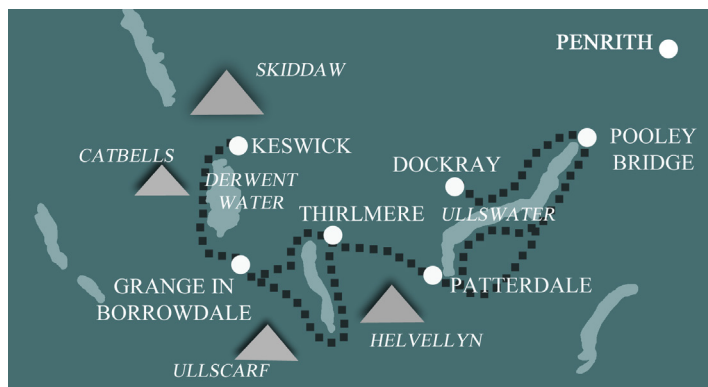 PENRITH
SKIDDAW
KESWICK
POOLEY
BRIDGE
CATBELLS
DOCKRAY
DERWENT
WATER
ULLSWATER
THIRLMERE
GRANGE IN
BORROWDALE
PATTERDALE
HELVELLYN
ULLSCARF